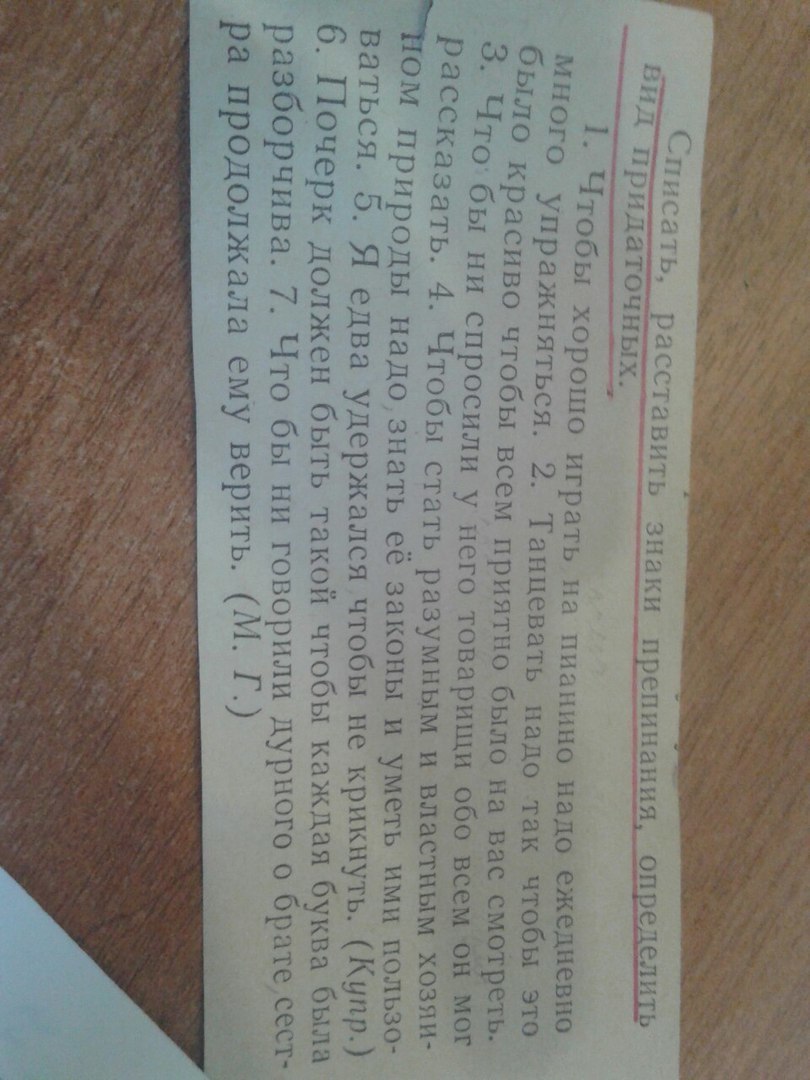 Списать, расставить знаки препинания, определить
вид придаточных.
1. Чтобы хорошо играть на пианино надо ежедневно
много упражняться. 2. Танцевать надо так чтобы это
было красиво чтобы всем приятно было на вас смотреть.
3. Что бы ни спросили у него товарищи обо всем он мог
рассказать. 4. Чтобы стать разумным и властным хозяи-
ном природы надо, знать её законы и уметь ими пользо-
ваться. 5. Я едва удержался чтобы не крикнуть. (Купр.)
6. Почерк должен быть такой чтобы каждая буква была
разборчива. 7. Что бы ни говорили дурного о брате, сест-
ра продолжала ему верить. (М. Г.)